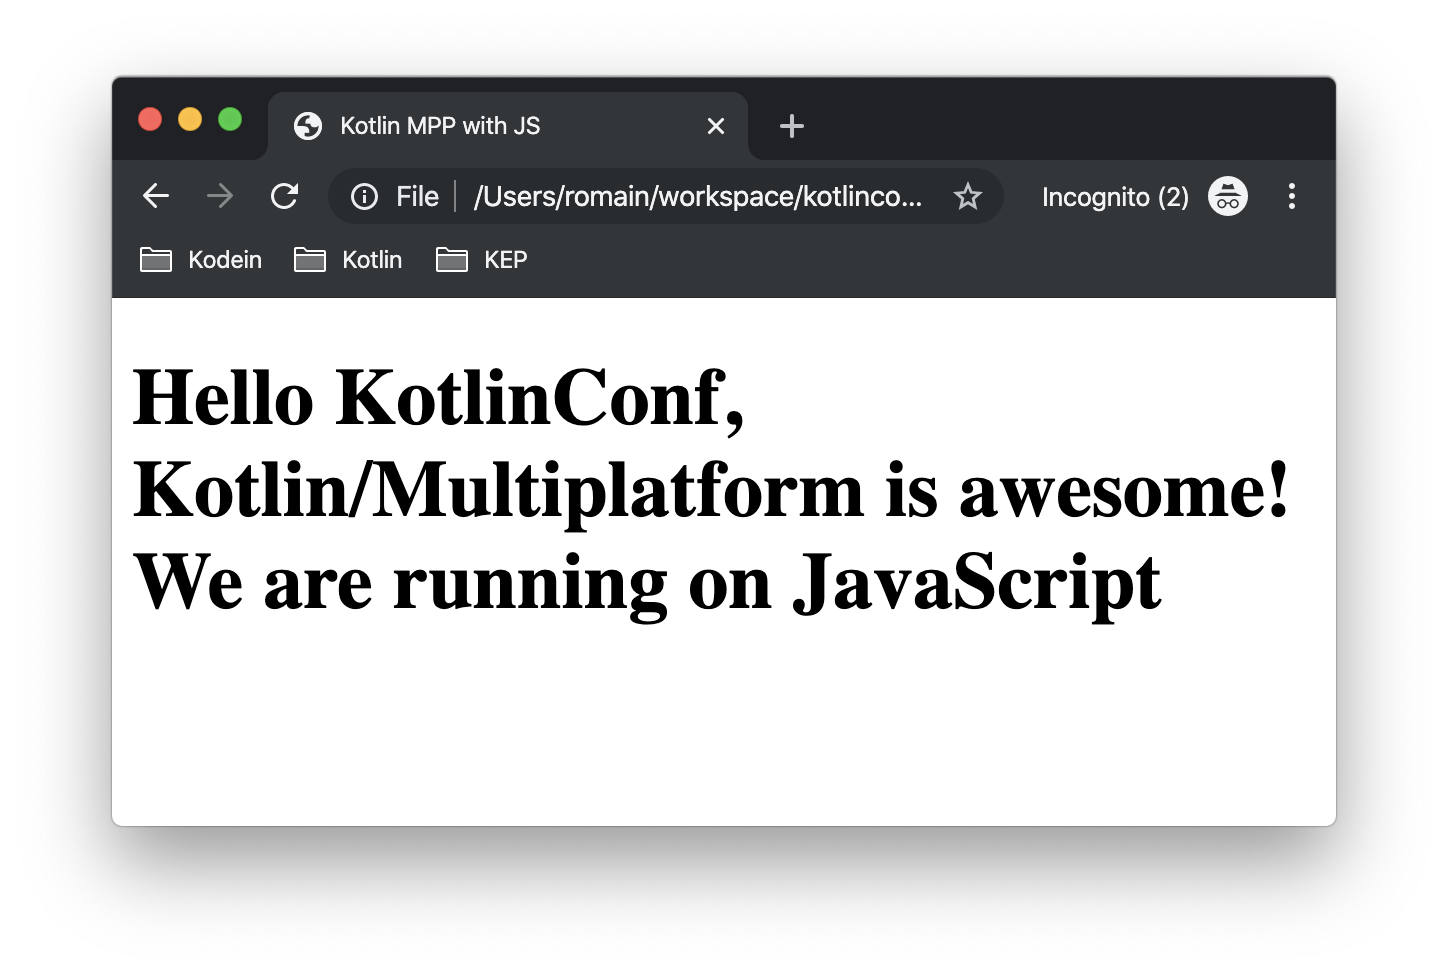 Kotlin MPP with JS
File /Users/romain/workspace/kotlinco... Incognito (2)
Kodein Kotlin KEP
Hello KotlinConf,
Kotlin/Multiplatform is awesome!
We are running on JavaScript